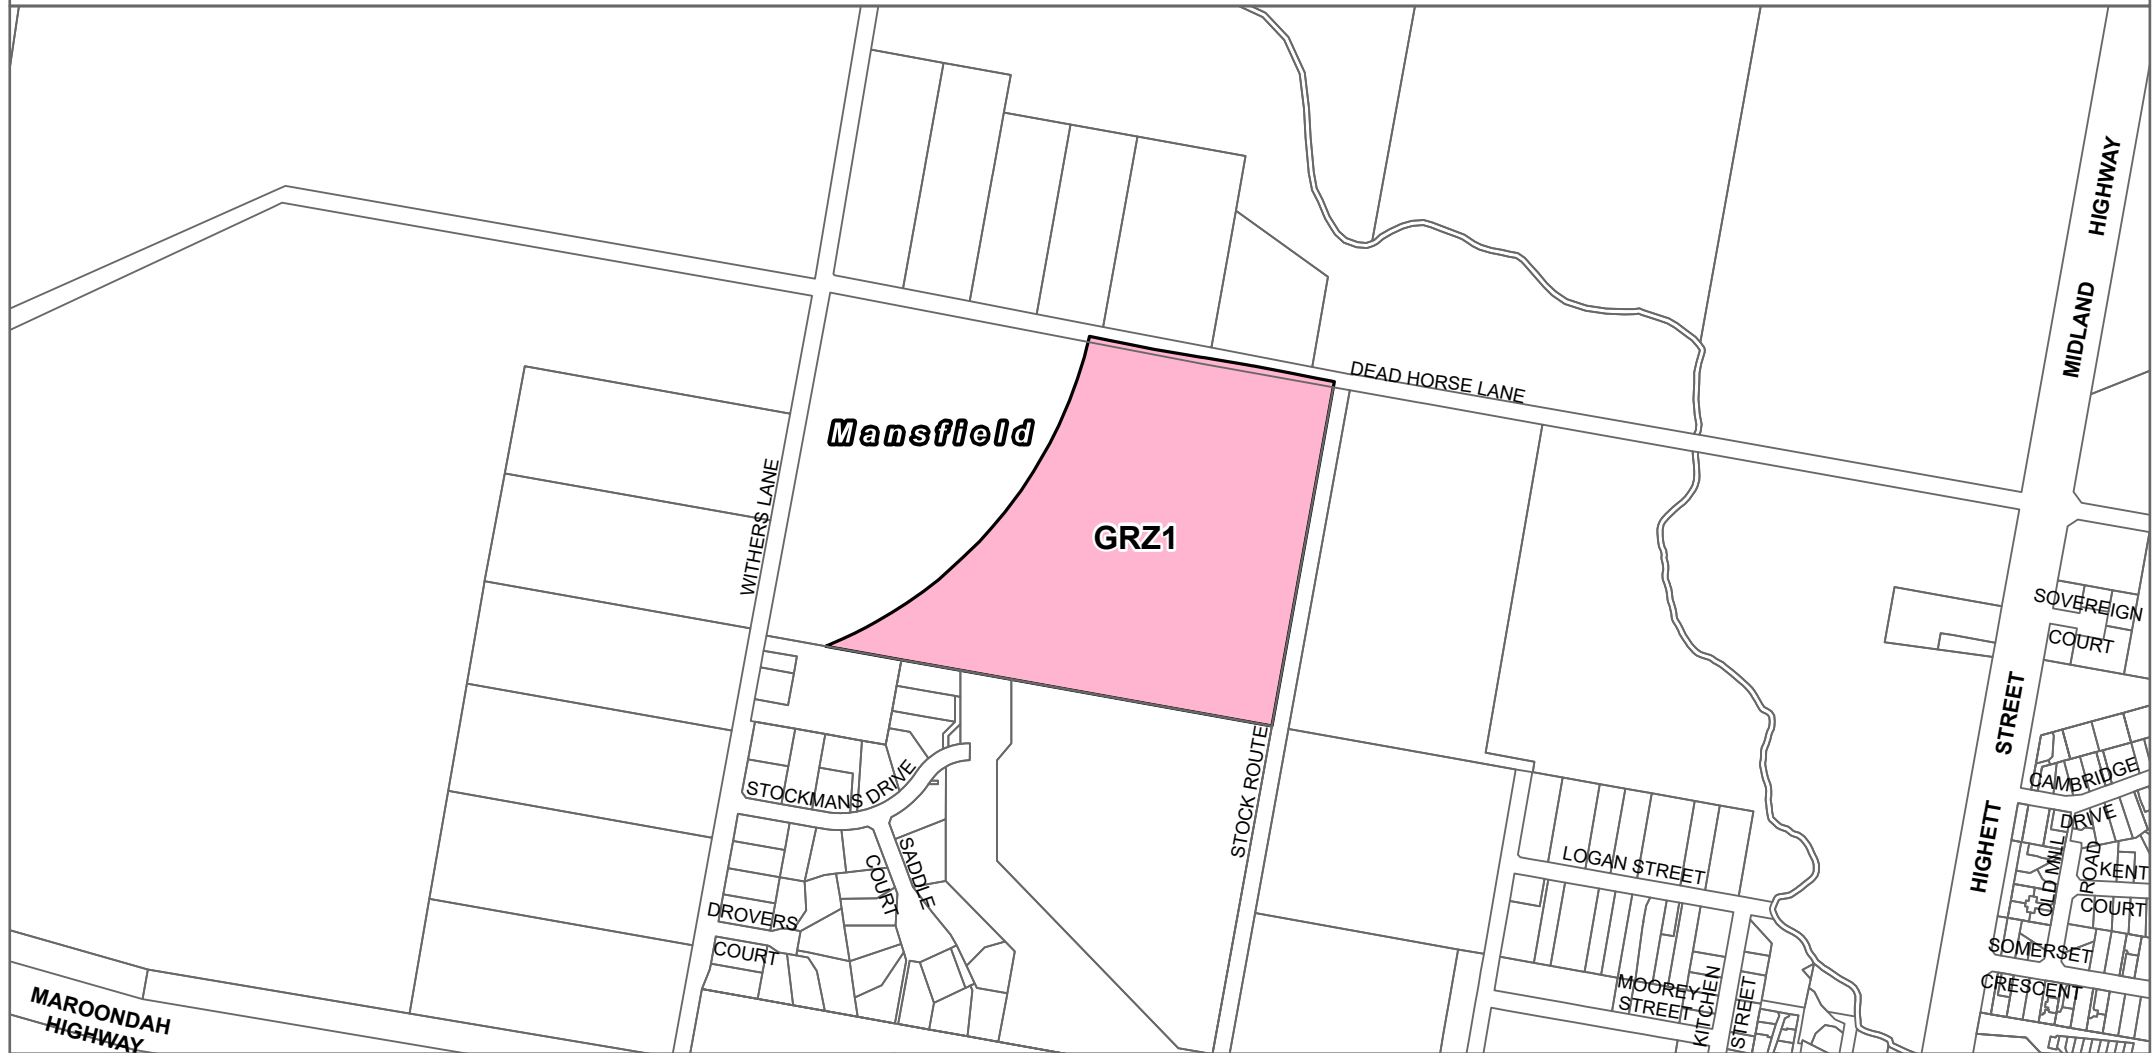 MIDLAND HIGHWAY
DEAD HORSE LANE
Mansfield
WITHERS LANE
GRZ1
SOVEREIGN
COURT
HIGHETT STREET
STOCK ROUTE
STOCKMANS DRIVE
CAMBRIDGE
DRIVE
SADDLE
COURT
LOGAN STREET
OLD MILL
ROAD
KENT
COURT
DROVERS
COURT
SOMERSET
CRESCENT
MOOREY
STREET
KITCHEN
STREET
MAROONDAH
HIGHWAY